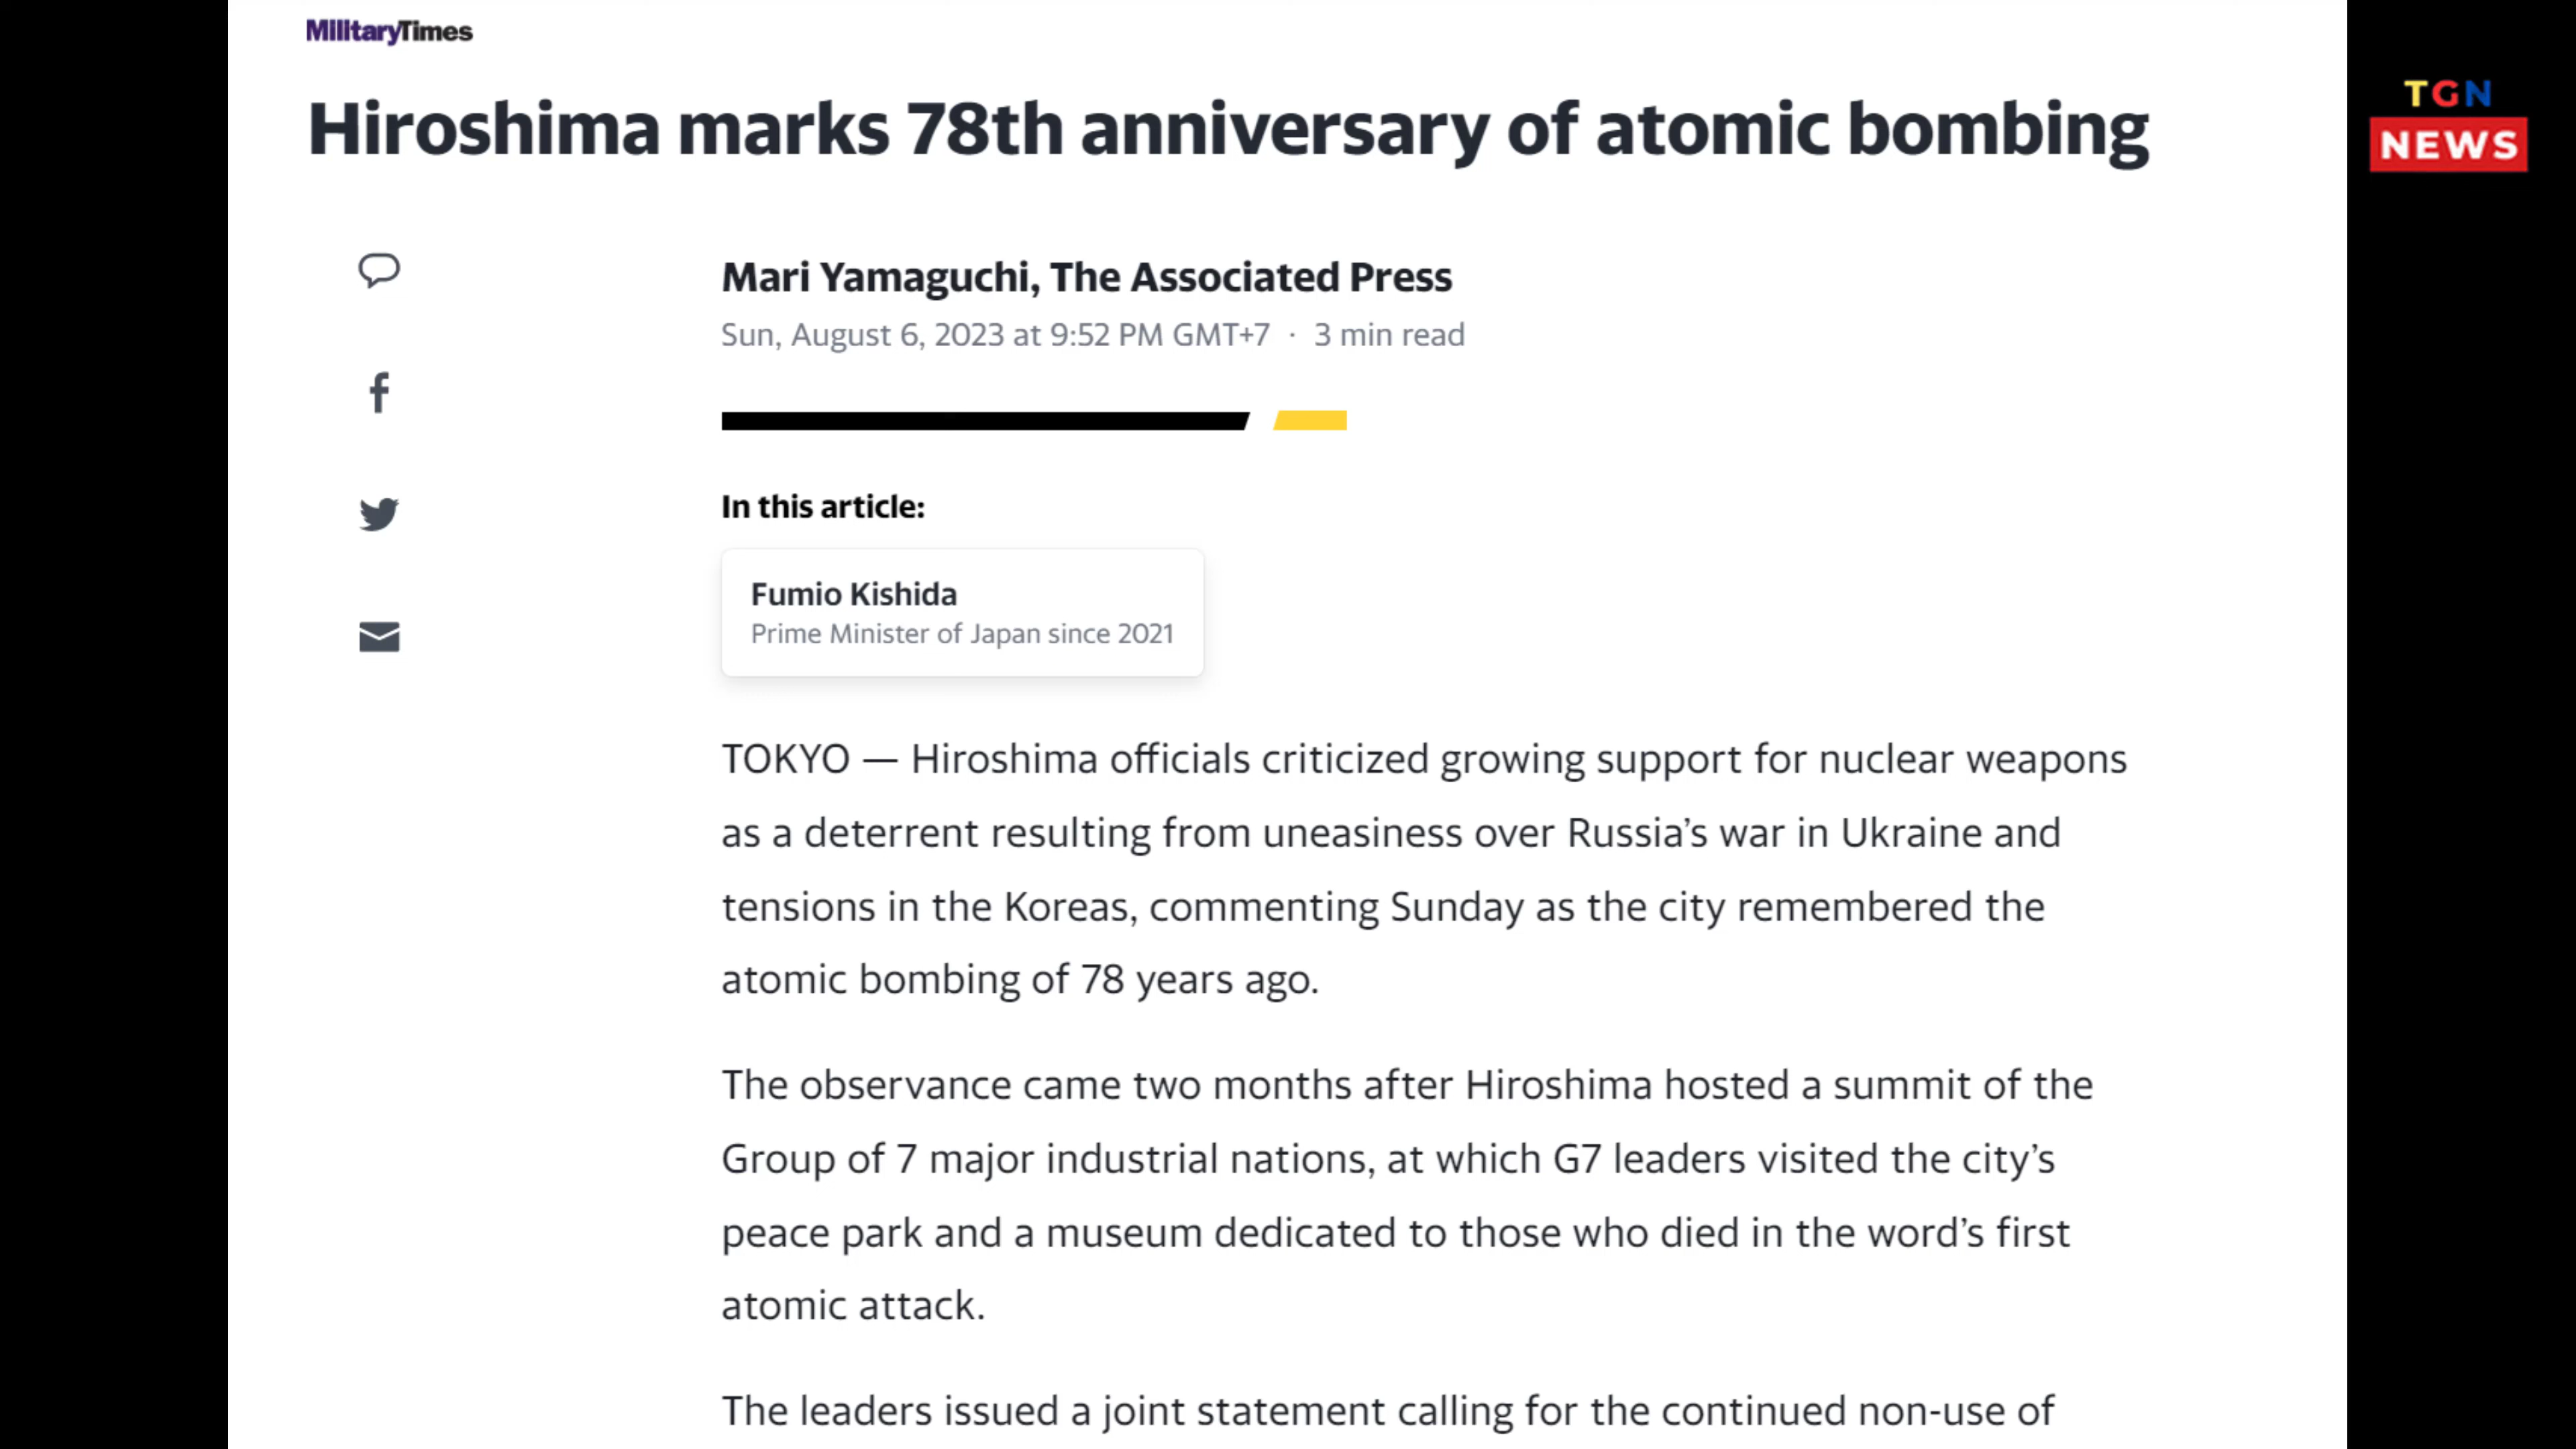 MilitaryTimes
Hiroshima marks 78th anniversary of atomic bombing
TGN
NEWS
Mari Yamaguchi, The Associated Press
Sun, August 6, 2023 at 9:52 PM GMT+7 · 3 min read
In this article:
Fumio Kishida
Prime Minister of Japan since 2021
TOKYO — Hiroshima officials criticized growing support for nuclear weapons
as a deterrent resulting from uneasiness over Russia’s war in Ukraine and
tensions in the Koreas, commenting Sunday as the city remembered the
atomic bombing of 78 years ago.
The observance came two months after Hiroshima hosted a summit of the
Group of 7 major industrial nations, at which G7 leaders visited the city’s
peace park and a museum dedicated to those who died in the word’s first
atomic attack.
The leaders issued a joint statement calling for the continued non-use of